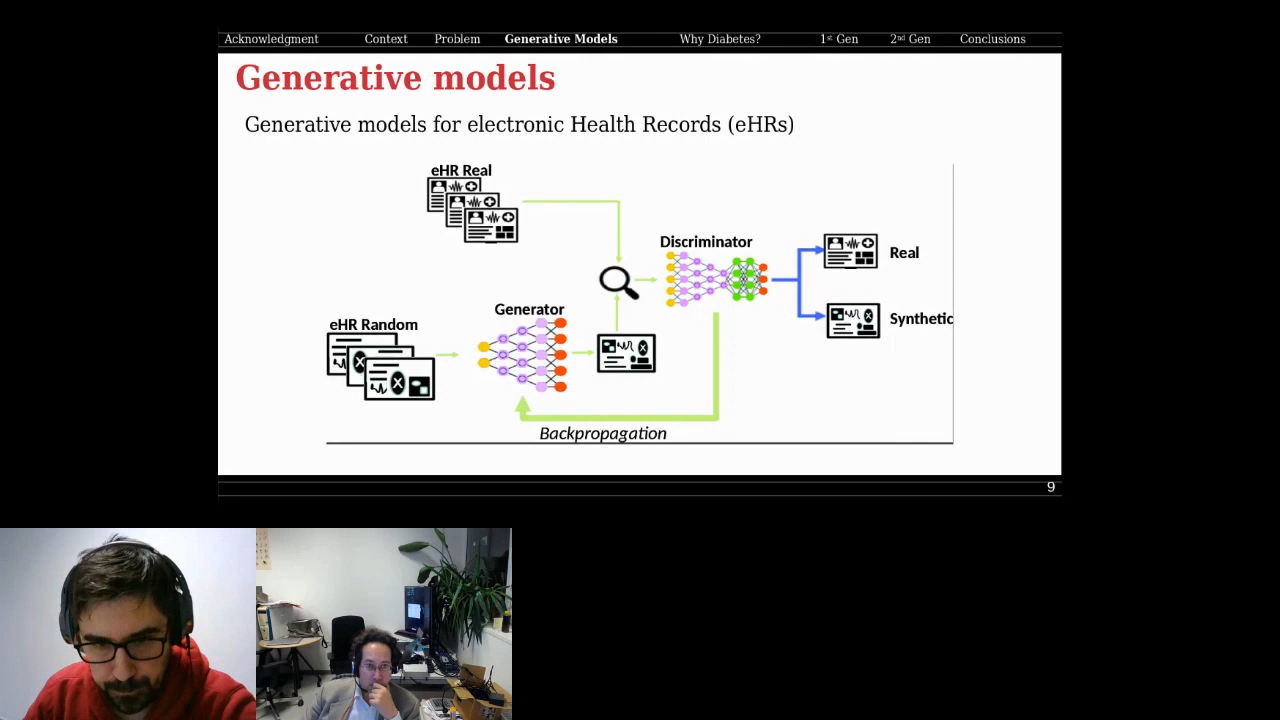 Acknowledgment Context Problem Generative Models Why Diabetes? 1st Gen 2nd Gen Conclusions
Generative models
Generative models for electronic Health Records (eHRs)
eHR Real
Discriminator
Real
Generator
Synthetic
eHR Random
Backpropagation
9